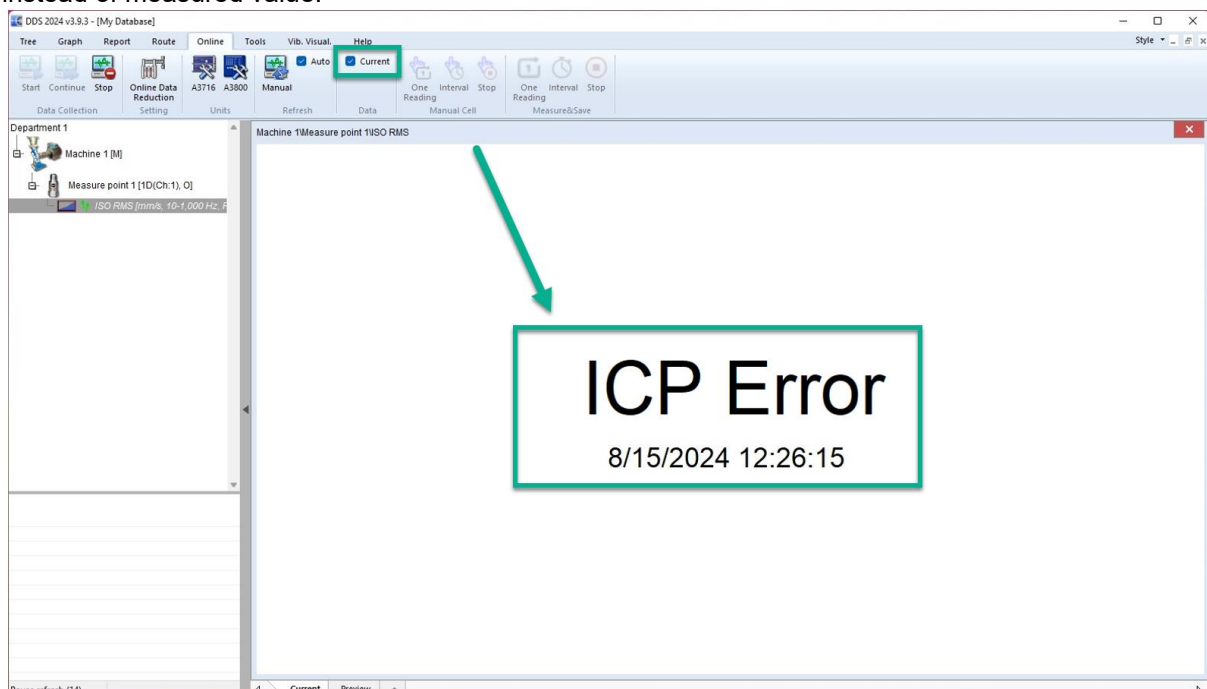 instead of measured value.
DDS 2024 v3.9.3 - [My Database]
Tree Graph Report Route Online Tools Vib. Visual. Help Style
Auto Current
Start Continue Stop Online Data Reduction A3716 A3800 Manual One Reading Interval Stop One Reading Interval Stop
Data Collection Setting Units Refresh Data Manual Cell Measure&Save
Department 1
Machine 1\Measure point 1\ISO RMS
Machine 1 [M]
Measure point 1 [1D(Ch:1), O]
ISO RMS [mm/s, 10-1,000 Hz,
ICP Error
8/15/2024 12:26:15
Current Preview